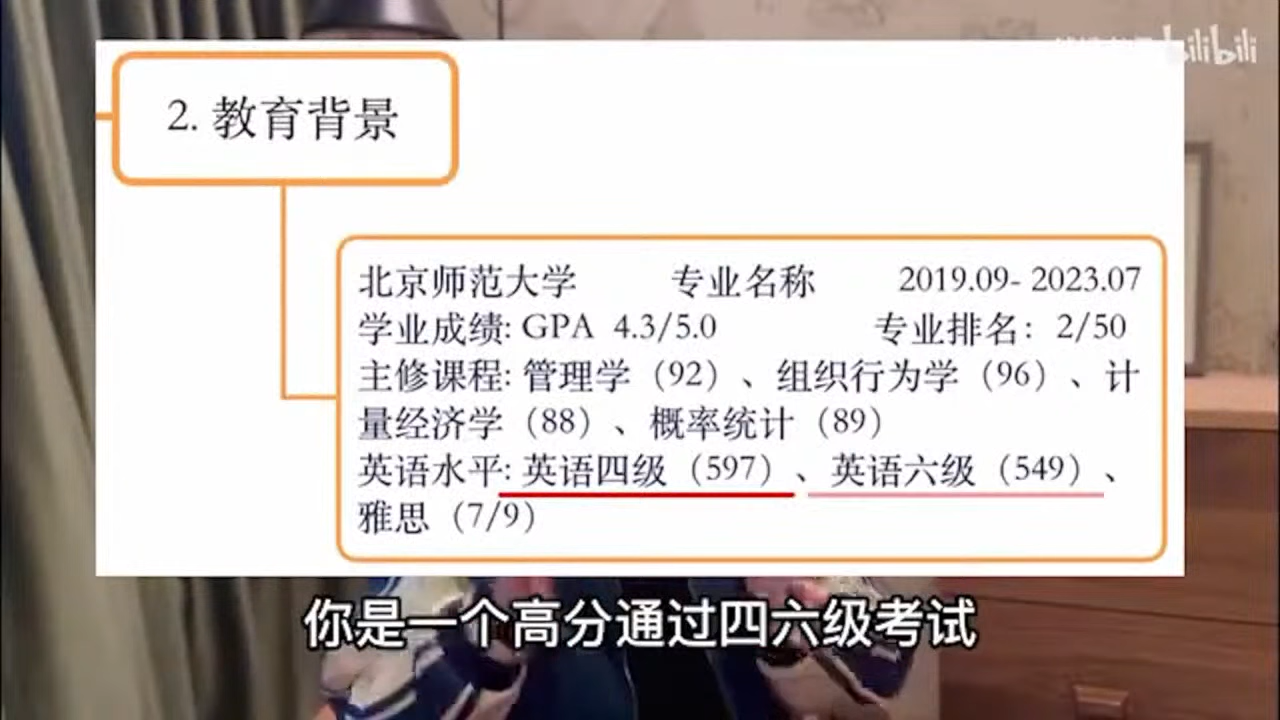 bilibili
2. 教育背景
北京师范大学 专业名称 2019.09- 2023.07
学业成绩: GPA 4.3/5.0 专业排名: 2/50
主修课程: 管理学（92）、组织行为学（96）、计
量经济学（88）、概率统计（89）
英语水平: 英语四级（597）、英语六级（549）、
雅思（7/9）
你是一个高分通过四六级考试